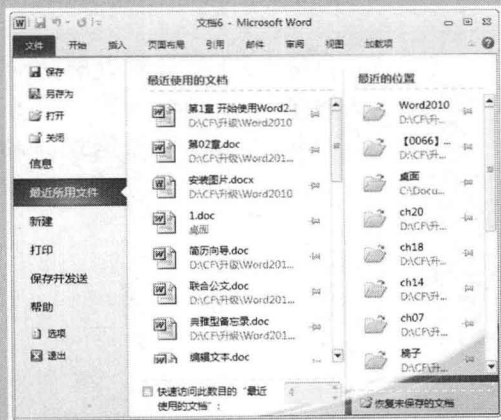 文档6 - Microsoft Word
文件 开始 插入 页面布局 引用 邮件 审阅 视图 加载项
保存
另存为
打开
关闭
信息
最近所用文件
新建
打印
保存并发送
帮助
选项
退出
最近使用的文档
第1章 开始使用Word2...
D:\CF\升级\Word2010
第02章.doc
D:\CF\升级\Word201...
安装图片.docx
D:\CF\升级\Word2010
1.doc
桌面
简历向导.doc
D:\CF\升级\Word201...
联合公文.doc
D:\CF\升级\Word201...
典雅型备忘录.doc
D:\CF\升级\Word201...
编辑文本.doc
快速访问此数目的“最近
使用的文档”: 4
最近的位置
Word2010
D:\CF\升...
【0066】...
D:\CF\升...
桌面
C:\Docu...
ch20
D:\CF\升...
ch18
D:\CF\升...
ch14
D:\CF\升...
ch07
D:\CF\升...
橙子
恢复未保存的文档